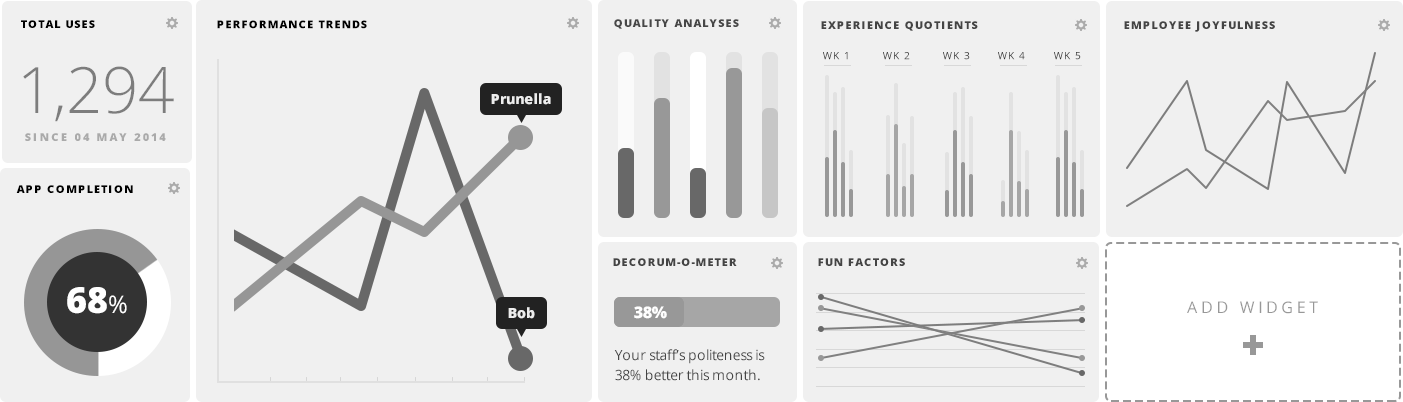 TOTAL USES
1,294
SINCE 04 MAY 2014
APP COMPLETION
68%
PERFORMANCE TRENDS
Prunella
Bob
QUALITY ANALYSES
DECORUM-O-METER
38%
Your staff's politeness is
38% better this month.
EXPERIENCE QUOTIENTS
WK 1 WK 2 WK 3 WK 4 WK 5
FUN FACTORS
EMPLOYEE JOYFULNESS
ADD WIDGET